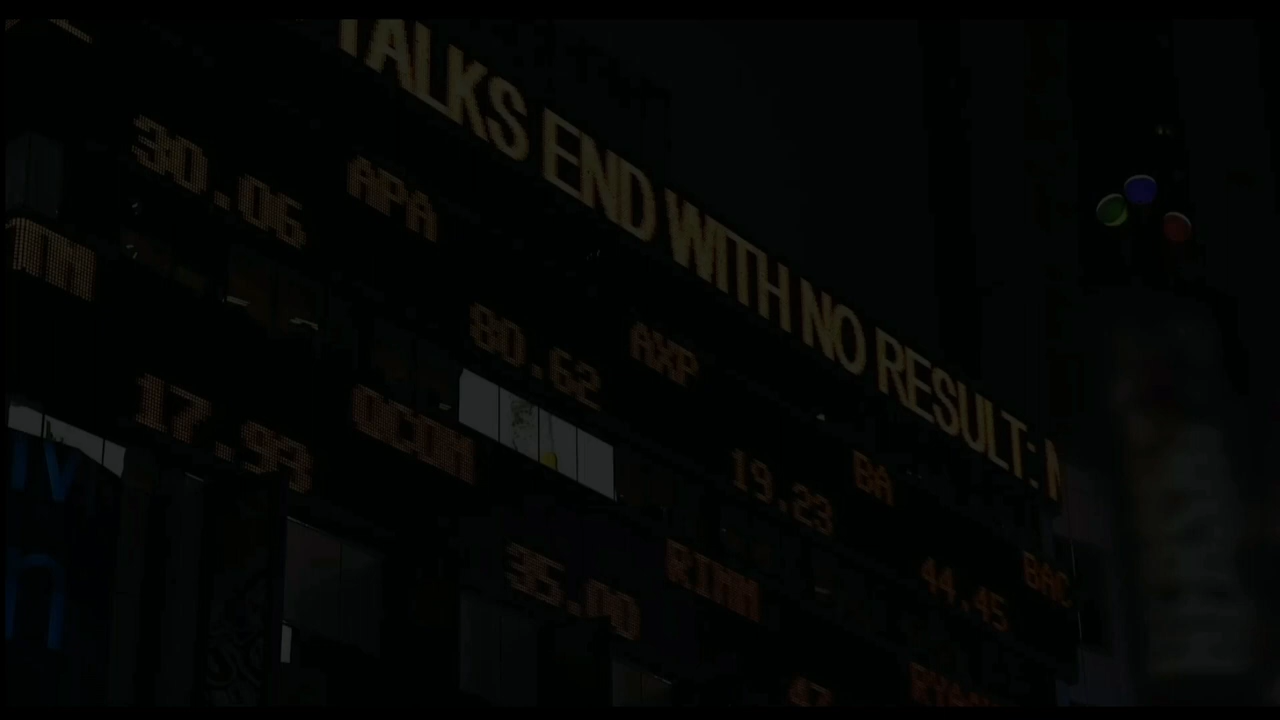 TALKS END WITH NO RESULT:
30.06 APA
80.62 AXP
19.23 BA
44.45 BAC
17.93 QCOM
35.00 RIMM
47